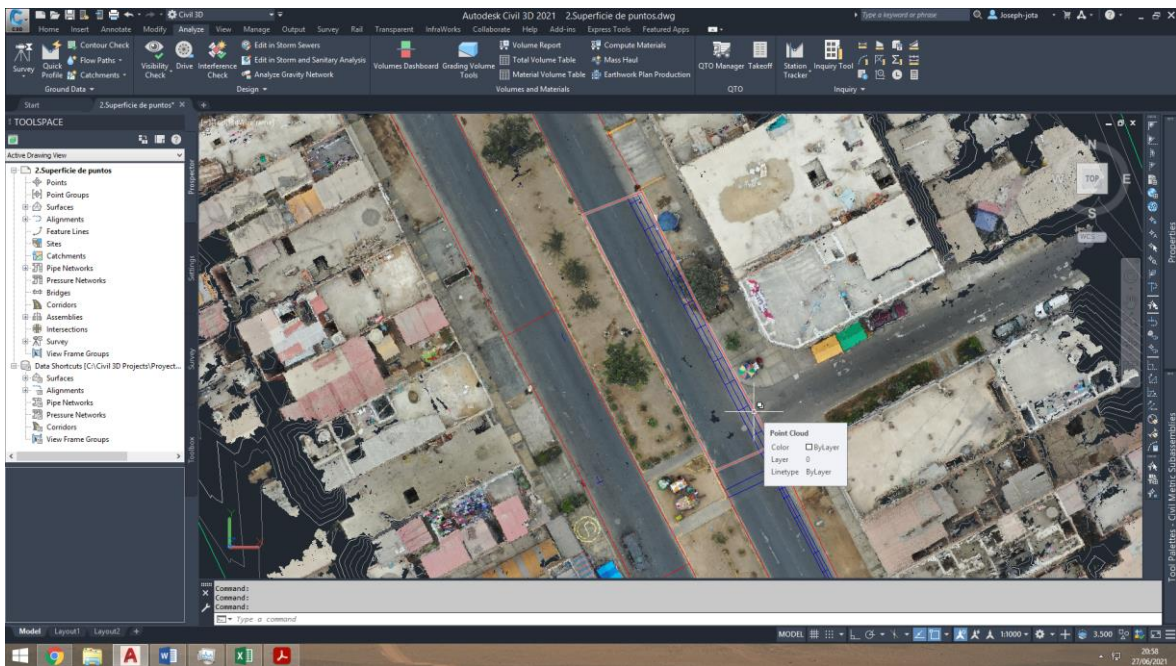 Civil 3D
Autodesk Civil 3D 2021 2.Superficie de puntos.dwg
Type a keyword or phrase
Joseph-jota
Home Insert Annotate Modify Analyze View Manage Output Survey Rail Transparent InfraWorks Collaborate Help Add-ins Express Tools Featured Apps
Survey
Quick Profile
Contour Check
Flow Paths
Catchments
Ground Data
Visibility Check
Drive
Interference Check
Edit in Storm Sewers
Edit in Storm and Sanitary Analysis
Analyze Gravity Network
Design
Volumes Dashboard
Grading Volume Tools
Volume Report
Total Volume Table
Material Volume Table
Compute Materials
Mass Haul
Earthwork Plan Production
Volumes and Materials
QTO Manager
Takeoff
QTO
Station Tracker
Inquiry Tool
Inquiry
Start
2.Superficie de puntos*
TOOLSPACE
Active Drawing View
2.Superficie de puntos
Points
Point Groups
Surfaces
Alignments
Feature Lines
Sites
Catchments
Pipe Networks
Pressure Networks
Bridges
Corridors
Assemblies
Intersections
Survey
View Frame Groups
Data Shortcuts [C:\Civil 3D Projects\Proyect...
Surfaces
Alignments
Pipe Networks
Pressure Networks
Corridors
View Frame Groups
Prospector
Settings
Survey
Toolbox
N
TOP
E
S
WCS
Point Cloud
Color ByLayer
Layer 0
Linetype ByLayer
Properties
Tool Palettes - Civil Metric Subassemblies
Command:
Command:
Command:
Type a command
Model Layout1 Layout2 +
MODEL
1:1000
3.500
20:58
27/06/2021